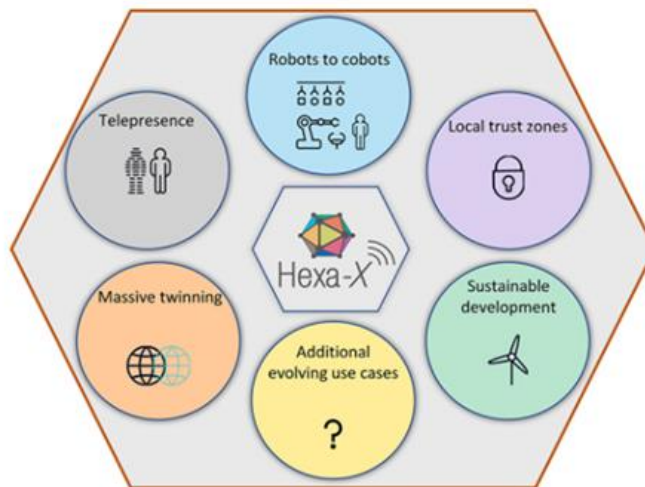 Robots to cobots
Telepresence
Local trust zones
Hexa-X
Massive twinning
Sustainable
development
Additional
evolving use cases
?